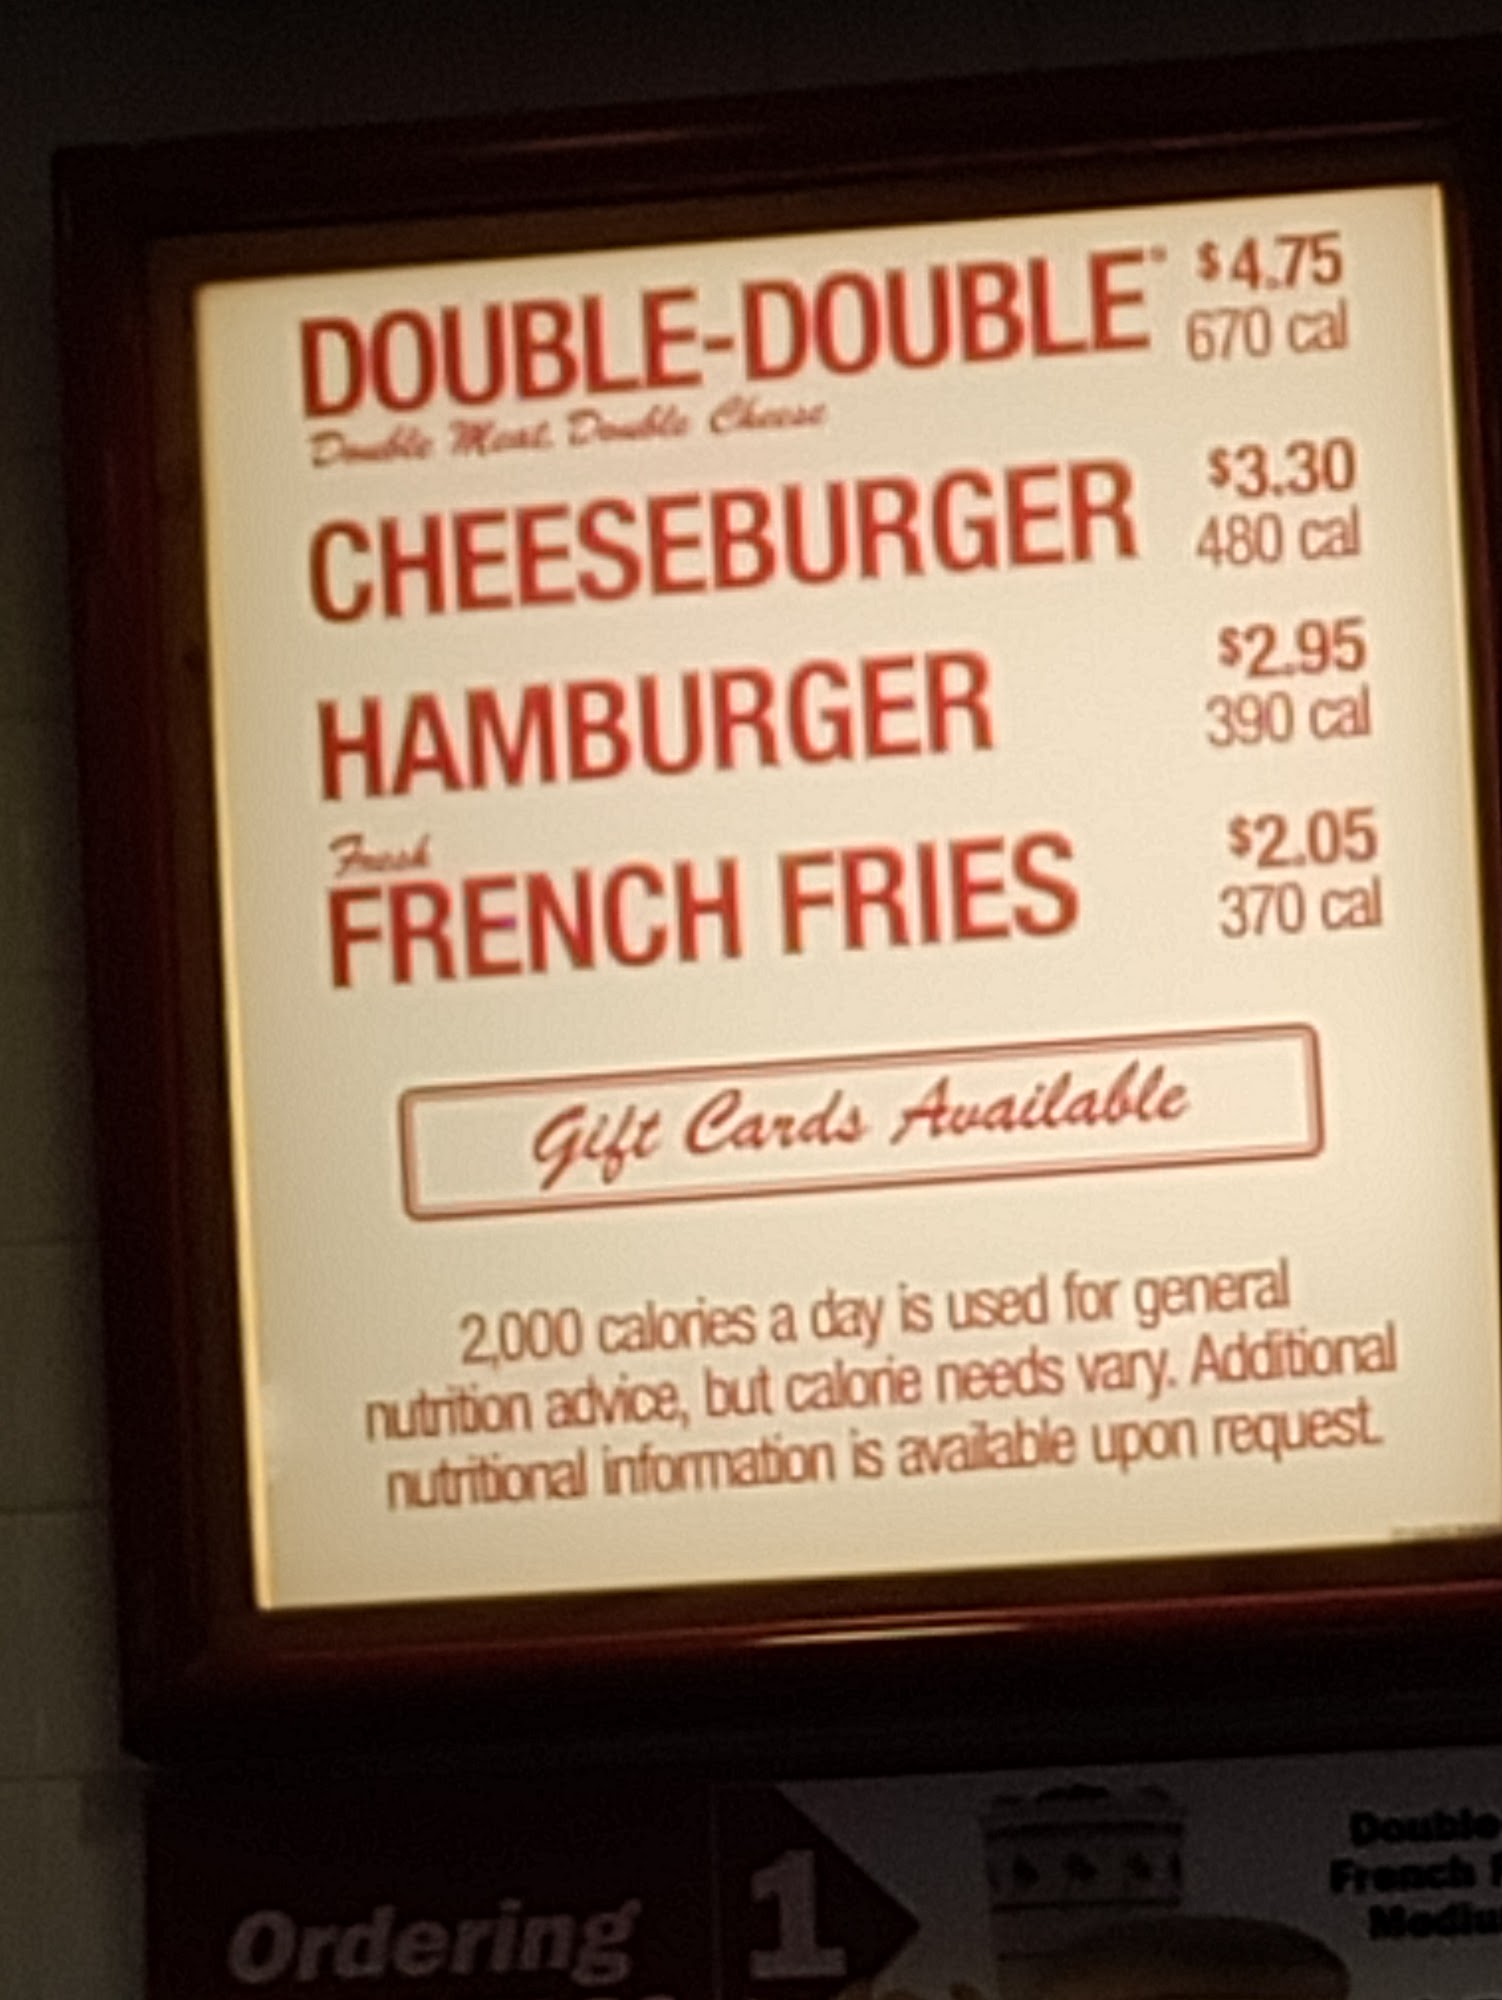 DOUBLE-DOUBLE $4.75
670 cal
Double Meat. Double Cheese
CHEESEBURGER $3.30
480 cal
HAMBURGER $2.95
390 cal
Fresh
FRENCH FRIES $2.05
370 cal
Gift Cards Available
2,000 calories a day is used for general
nutrition advice, but calorie needs vary. Additional
nutritional information is available upon request.
Ordering
1
Double
French